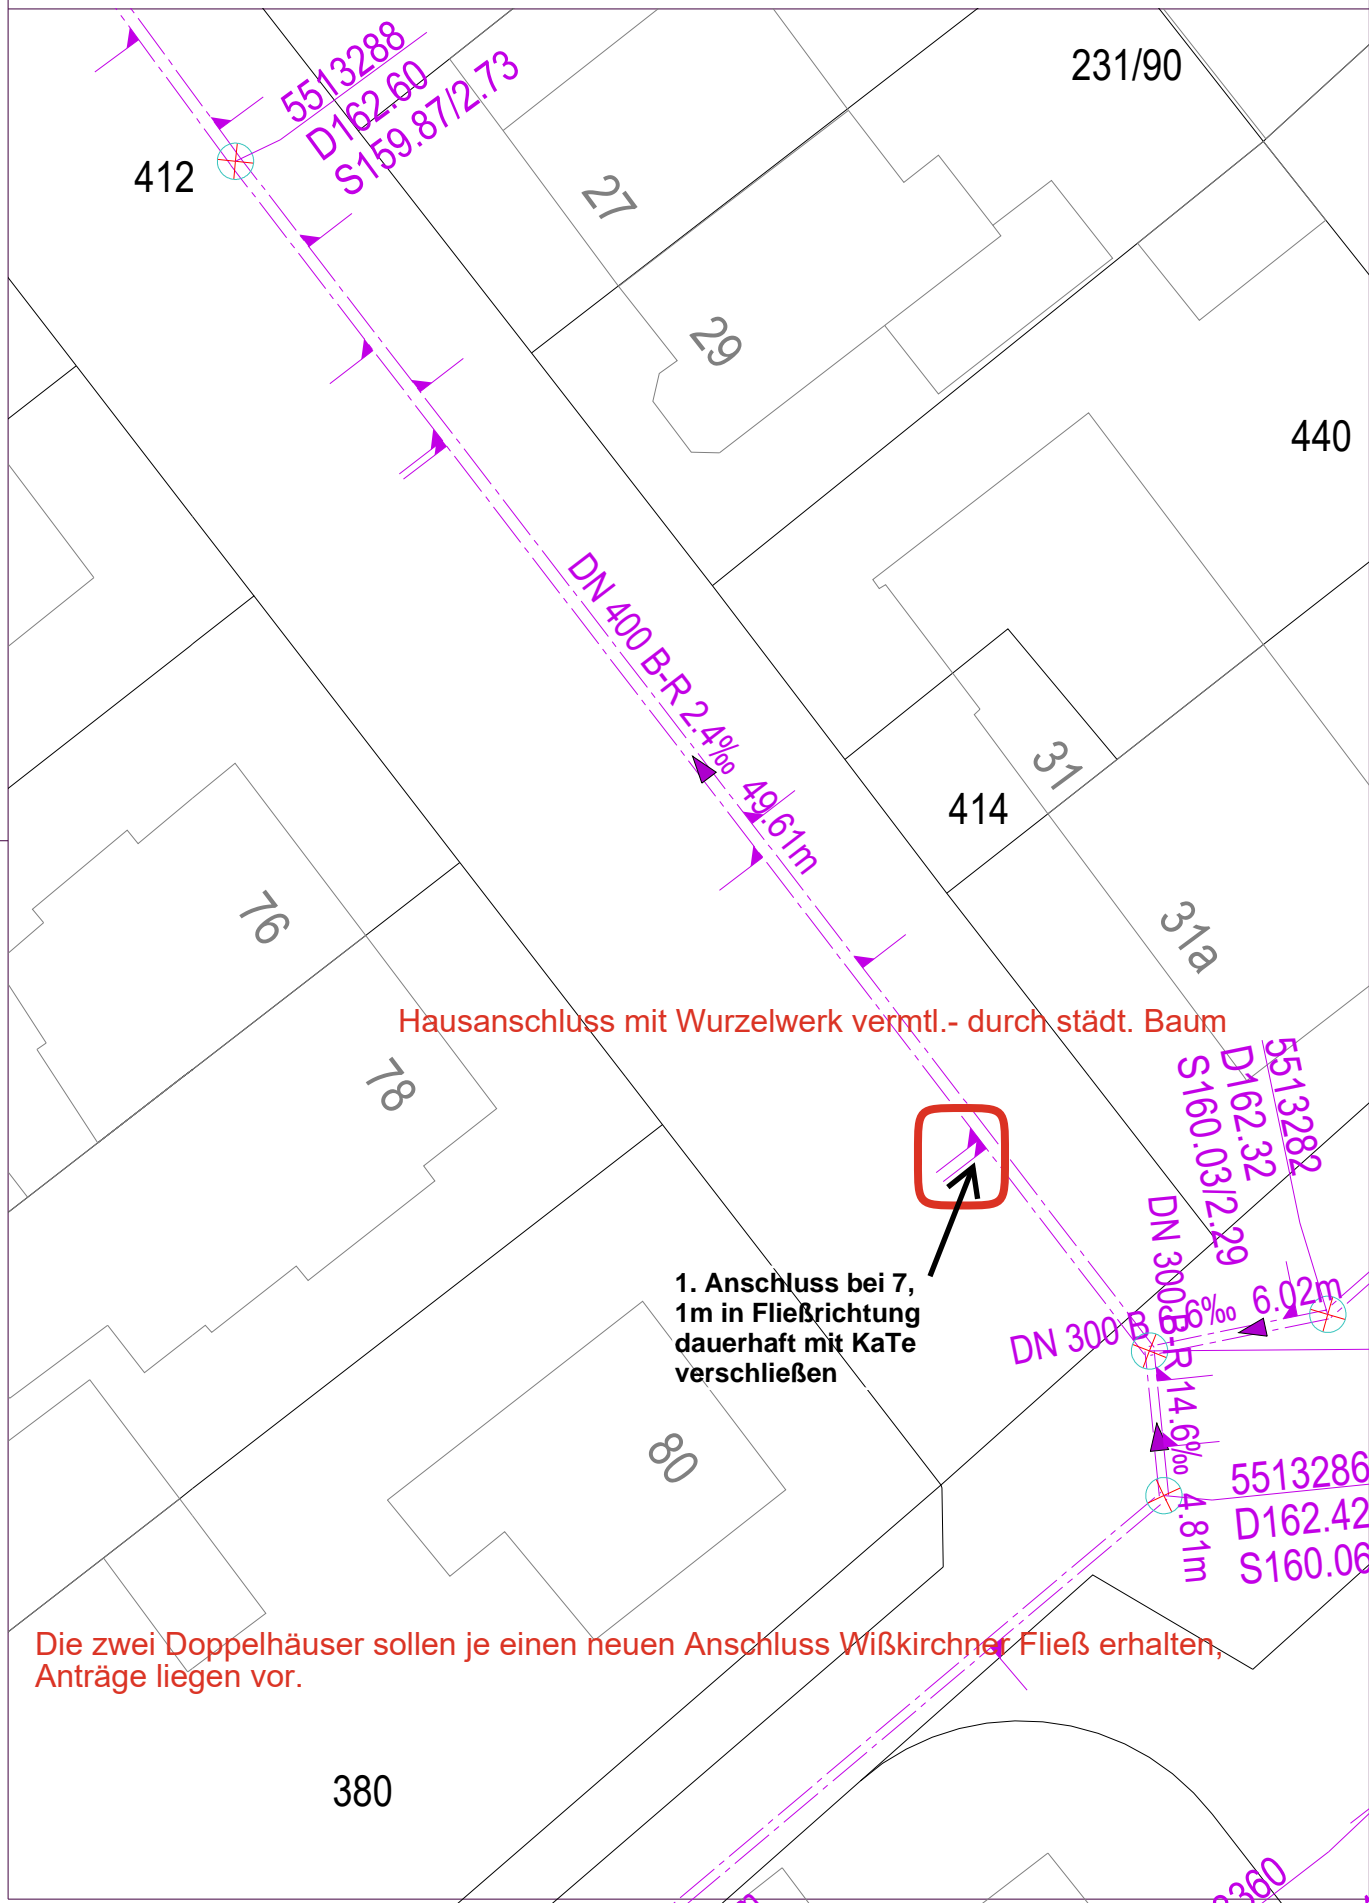 231/90
5513288
D162.60
S159.87/2.73
412
27
29
440
DN 400 B-R 2.4‰ 49.61m
31
414
76
31a
Hausanschluss mit Wurzelwerk vermtl.- durch städt. Baum
78
5513282
D162.32
S160.03/2.29
1. Anschluss bei 7,
1m in Fließrichtung
dauerhaft mit KaTe
verschließen
DN 300 B 6.6‰ 6.02m
DN 300 B-R 14.6‰ 4.81m
80
5513286
D162.42
S160.06
Die zwei Doppelhäuser sollen je einen neuen Anschluss Wißkirchner Fließ erhalten,
Anträge liegen vor.
380